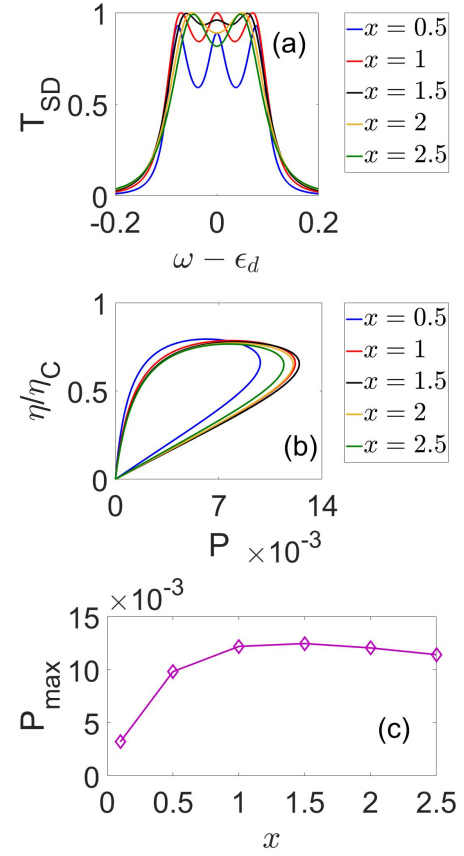 T_SD
1
0.5
0
(a)
-0.2 0 0.2
ω − ϵ_d
x = 0.5
x = 1
x = 1.5
x = 2
x = 2.5
η/η_C
1
0.5
0
(b)
0 7 14
P ×10^-3
x = 0.5
x = 1
x = 1.5
x = 2
x = 2.5
×10^-3
P_max
15
10
5
0
(c)
0 0.5 1 1.5 2 2.5
x